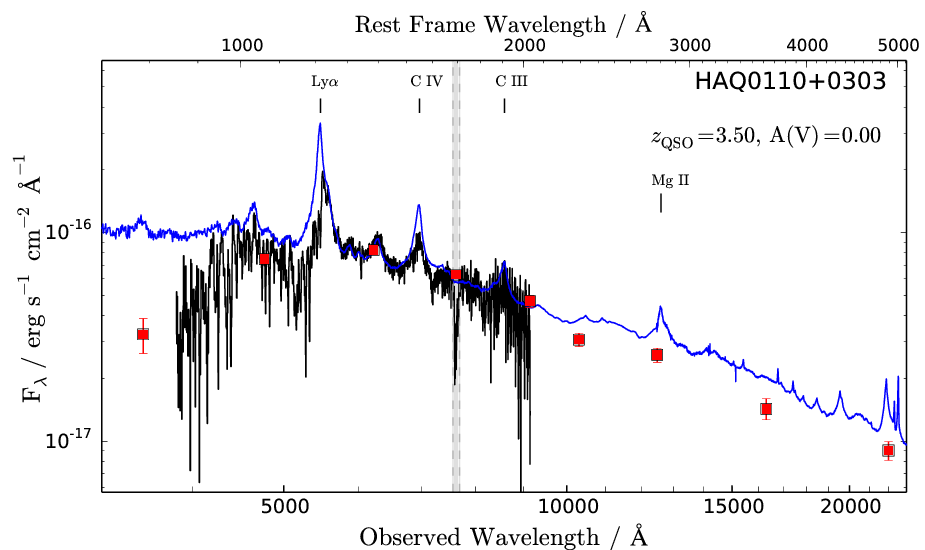 Rest Frame Wavelength / Å
1000 2000 3000 4000 5000
Lyα C IV C III HAQ0110+0303
z_QSO = 3.50, A(V) = 0.00
Mg II
10^-16
10^-17
F_λ / erg s^-1 cm^-2 Å^-1
5000 10000 15000 20000
Observed Wavelength / Å